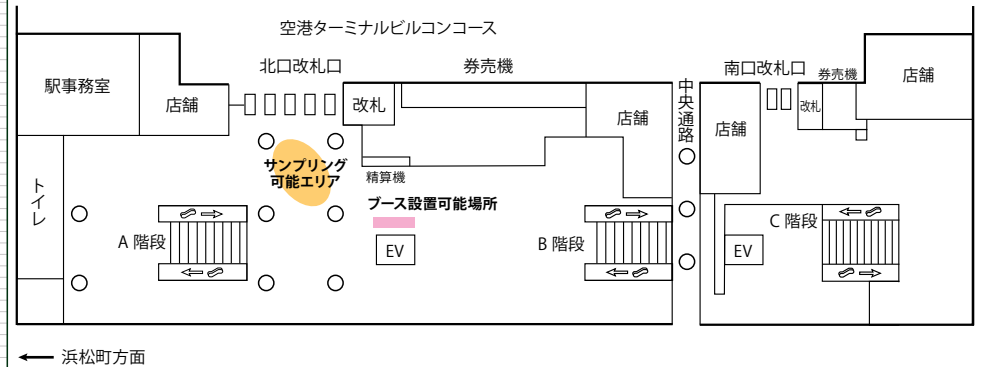 空港ターミナルビルコンコース
北口改札口
券売機
南口改札口
券売機
駅事務室
店舗
改札
店舗
中央通路
店舗
改札
店舗
サンプリング
可能エリア
精算機
トイレ
ブース設置可能場所
A 階段
EV
B 階段
EV
C 階段
浜松町方面